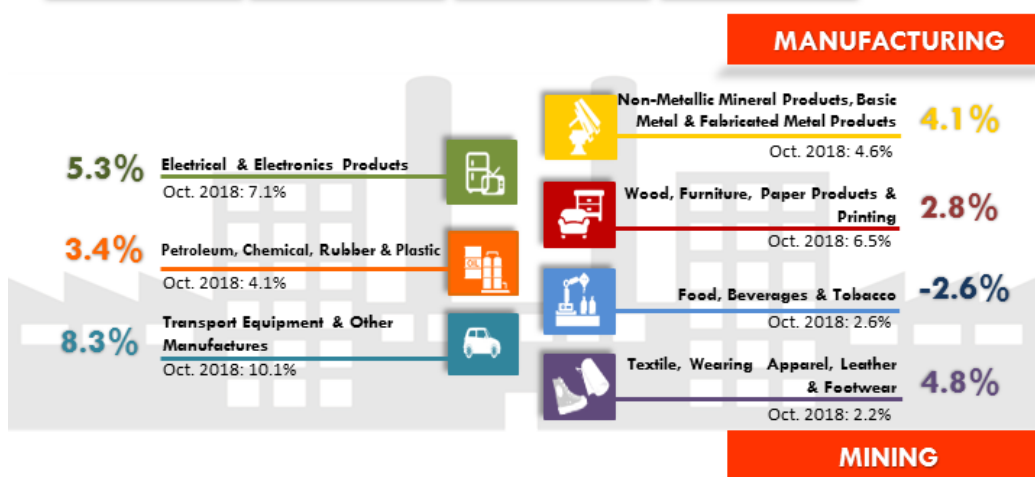 MANUFACTURING
5.3%
Electrical & Electronics Products
Oct. 2018: 7.1%
3.4%
Petroleum, Chemical, Rubber & Plastic
OIL
Oct. 2018: 4.1%
8.3%
Transport Equipment & Other
Manufactures
Oct. 2018: 10.1%
Non-Metallic Mineral Products, Basic
Metal & Fabricated Metal Products
4.1%
Oct. 2018: 4.6%
Wood, Furniture, Paper Products &
Printing
2.8%
Oct. 2018: 6.5%
Food, Beverages & Tobacco
-2.6%
Oct. 2018: 2.6%
Textile, Wearing Apparel, Leather
& Footwear
4.8%
Oct. 2018: 2.2%
MINING